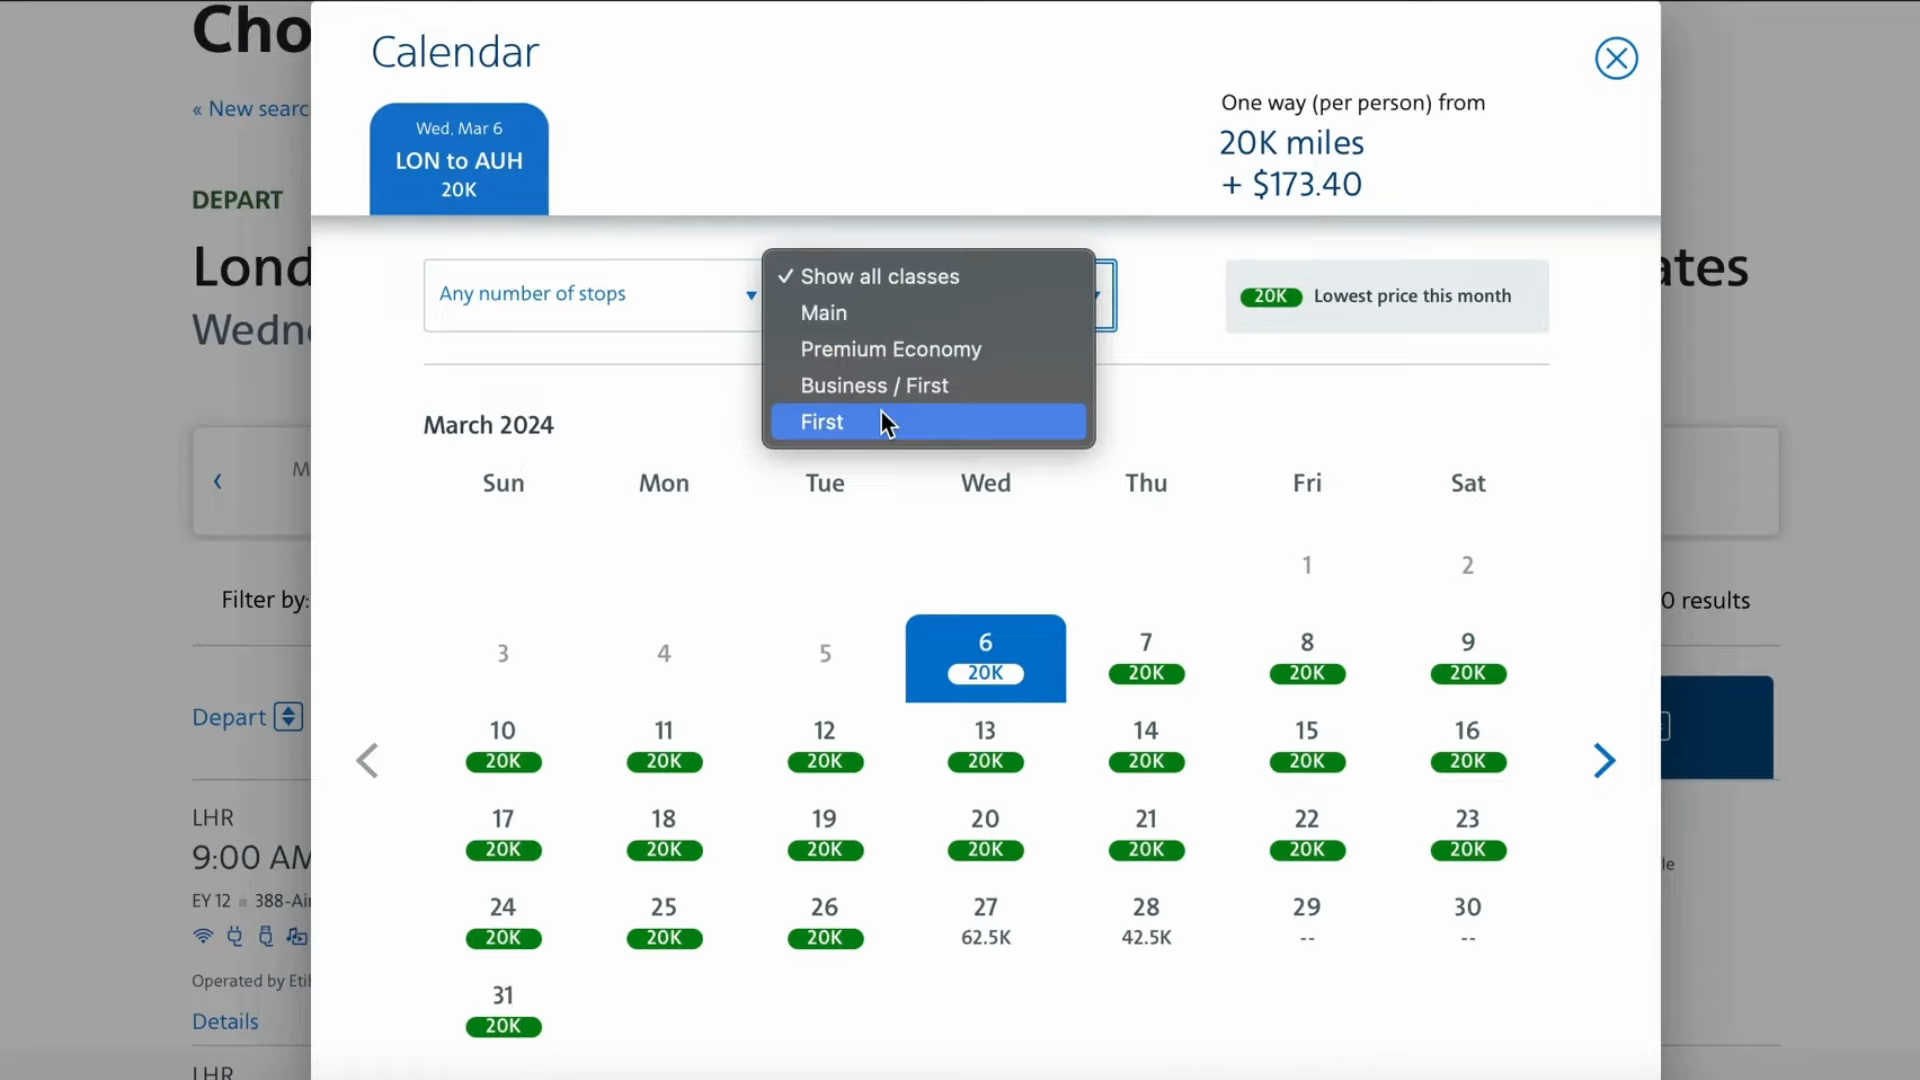 Cho
Calendar
« New searc
One way (per person) from
Wed, Mar 6
LON to AUH
20K
20K miles
+ $173.40
DEPART
Lond
ates
Wedne
Any number of stops
✓ Show all classes
Main
Premium Economy
Business / First
First
20K Lowest price this month
March 2024
M
Sun Mon Tue Wed Thu Fri Sat
1 2
Filter by:
0 results
3 4 5 6 7 8 9
20K 20K 20K 20K
Depart
10 11 12 13 14 15 16
20K 20K 20K 20K 20K 20K 20K
LHR
17 18 19 20 21 22 23
20K 20K 20K 20K 20K 20K 20K
9:00 AM
le
EY 12 388-Air
24 25 26 27 28 29 30
20K 20K 20K 62.5K 42.5K -- --
Operated by Eti
31
20K
Details
LHR